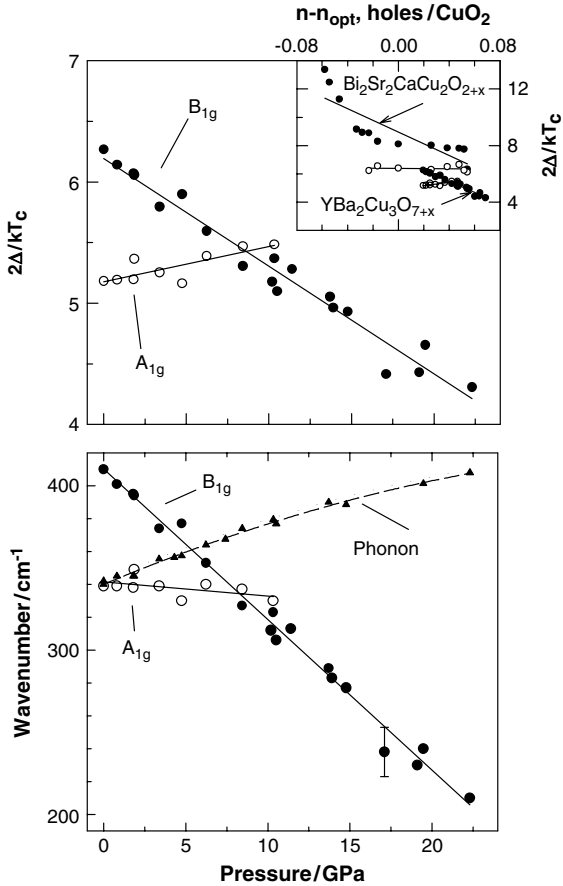 n-nopt, holes/CuO2
-0.08 0.00 0.08
7
6
5
4
2Δ/kTc
B1g
A1g
Bi2Sr2CaCu2O2+x
YBa2Cu3O7+x
12
8
4
2Δ/kTc
400
300
200
Wavenumber/cm-1
B1g
Phonon
A1g
0 5 10 15 20
Pressure/GPa